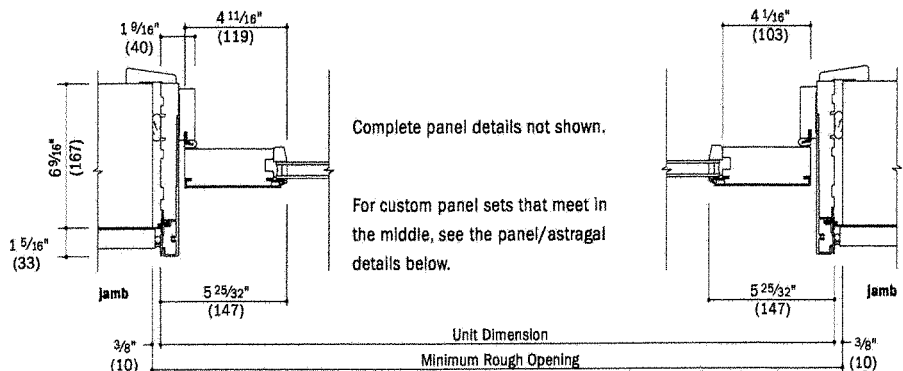 4 11/16"
(119)
1 9/16"
(40)
4 1/16"
(103)
Complete panel details not shown.
6 9/16"
(167)
For custom panel sets that meet in
the middle, see the panel/astragal
details below.
1 5/16"
(33)
jamb
jamb
5 25/32"
(147)
5 25/32"
(147)
Unit Dimension
3/8"
(10)
Minimum Rough Opening
3/8"
(10)